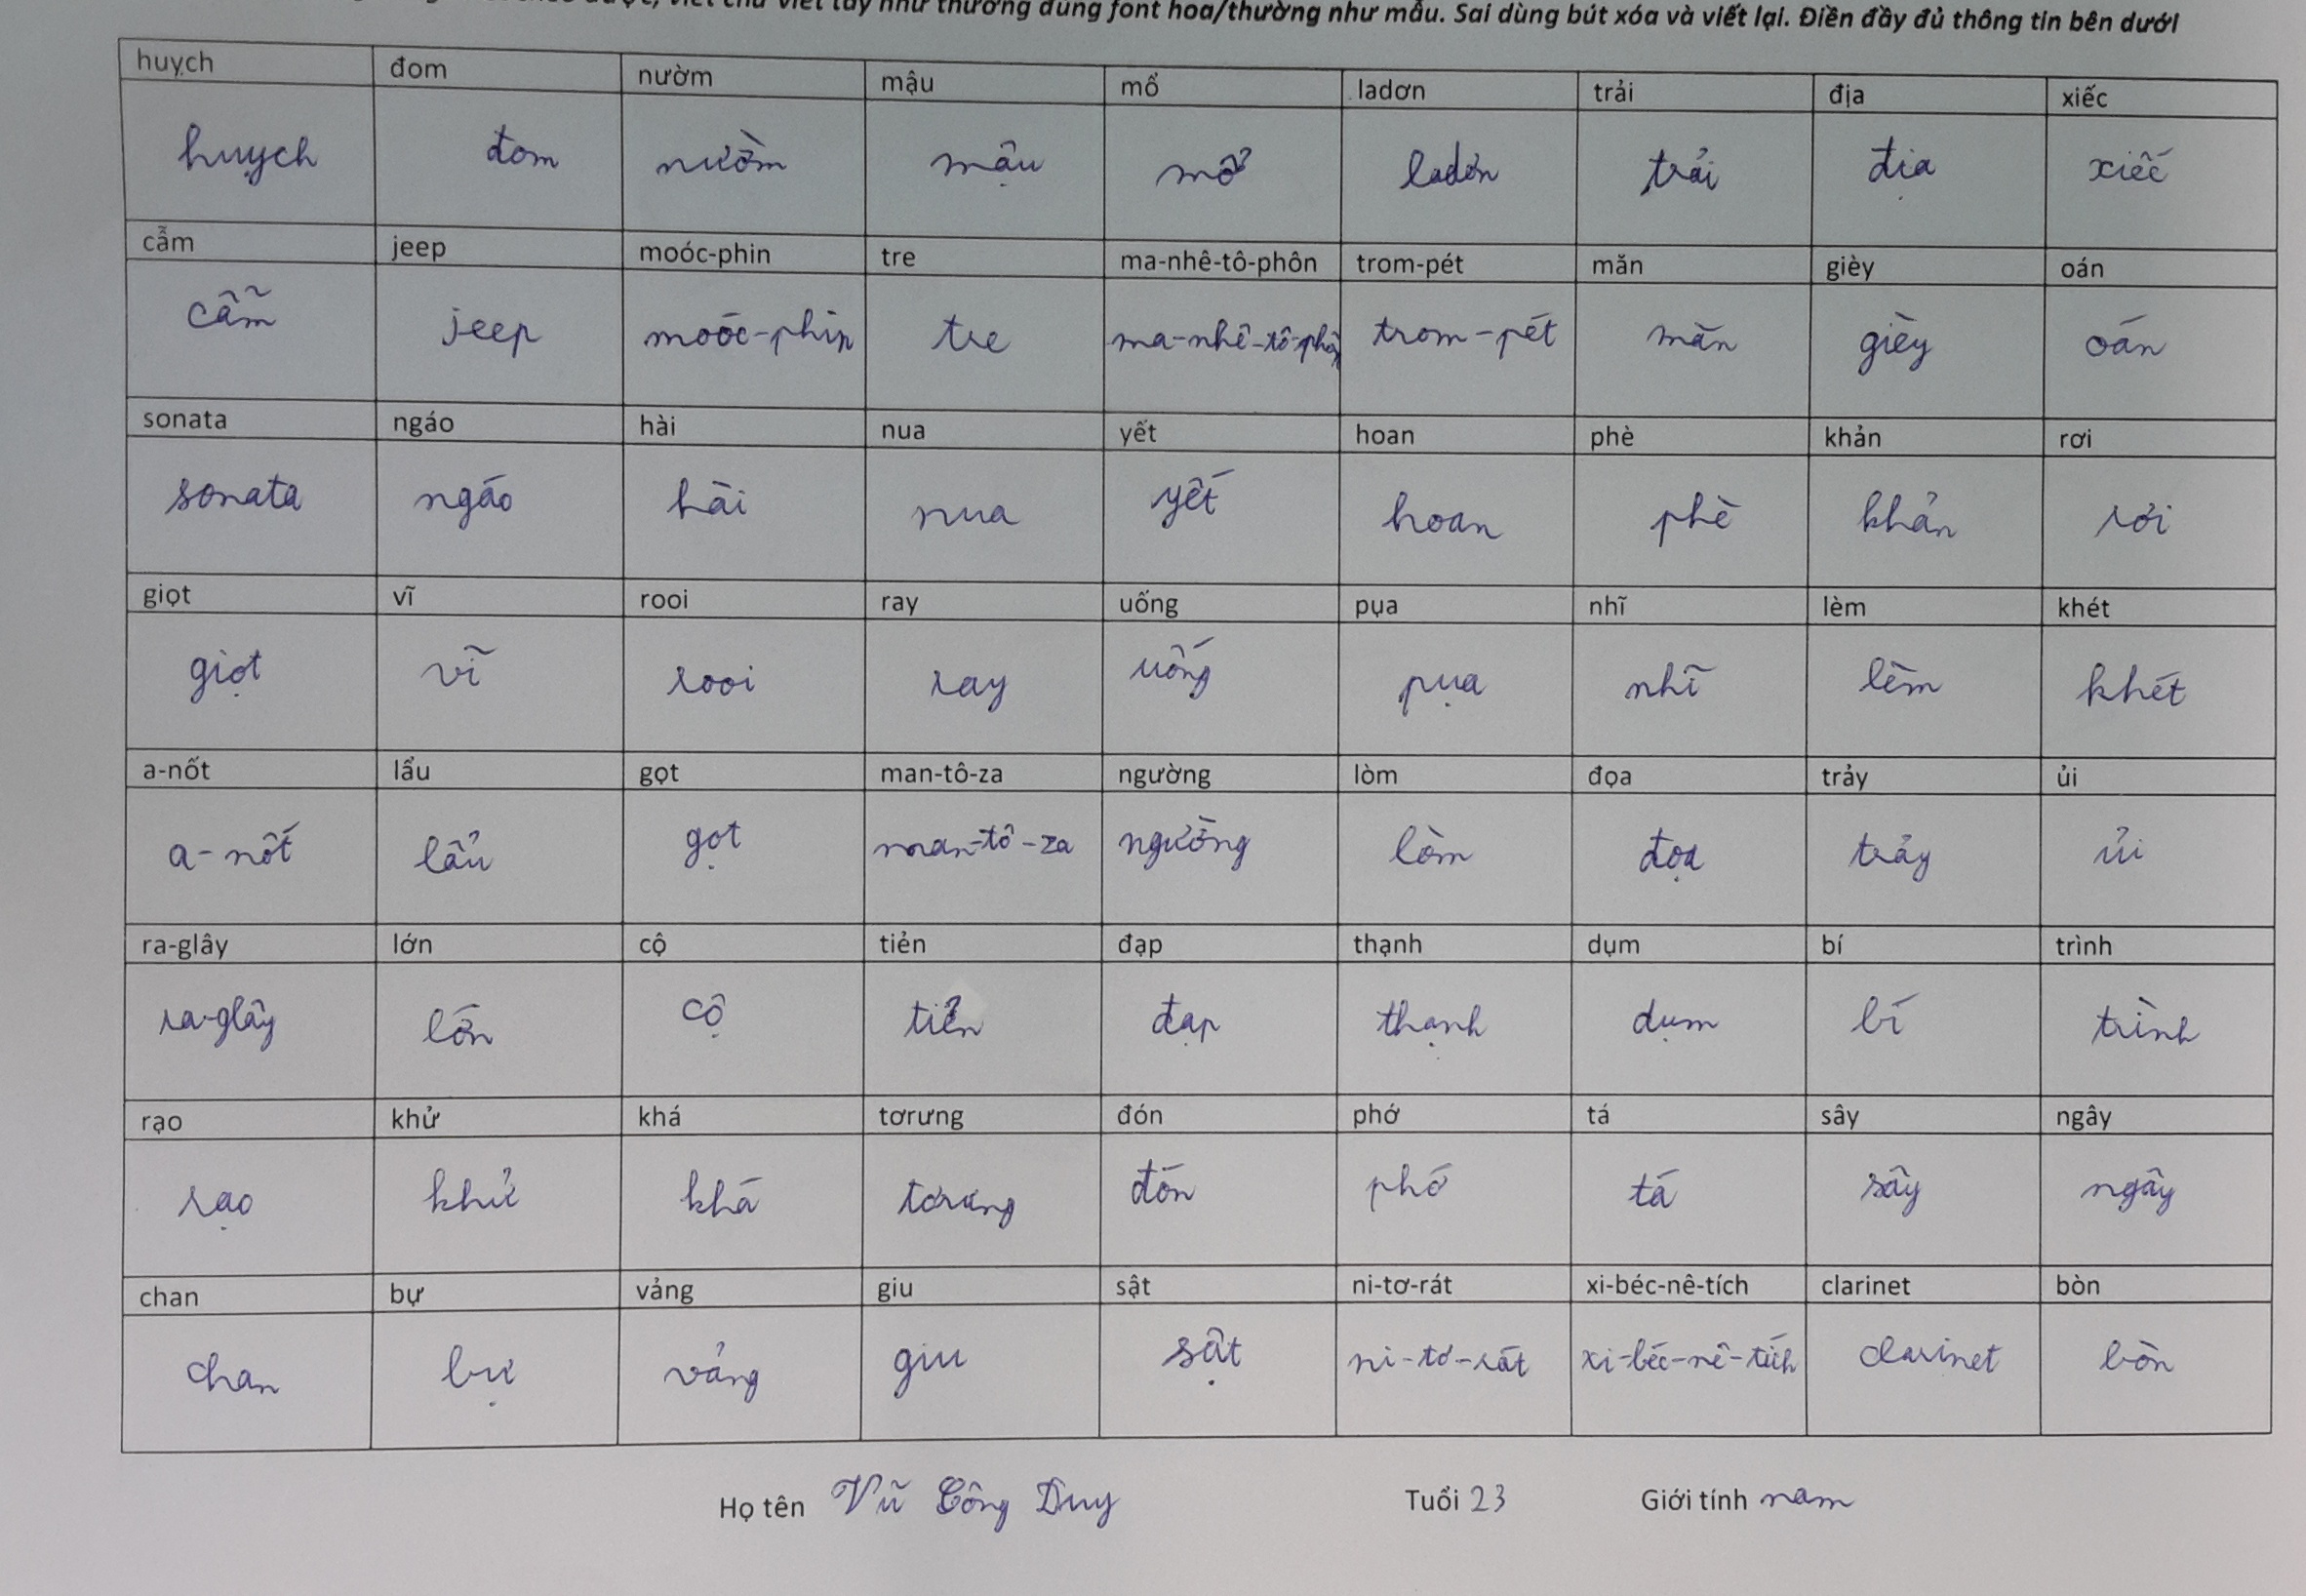 viết chữ viết tay như thường dùng font hoa/thường như mẫu. Sai dùng bút xóa và viết lại. Điền đầy đủ thông tin bên dưới
huỵch đom nườm mậu mổ ladơn trải địa xiếc
huỵch đom nườm mậu mổ ladơn trải địa xiếc
cẫm jeep moóc-phin tre ma-nhê-tô-phôn trom-pét măn gièy oán
cẫm jeep moóc-phin tre ma-nhê-tô-phôn trom-pét măn gièy oán
sonata ngáo hài nua yết hoan phè khản rơi
sonata ngáo hài nua yết hoan phè khản rơi
giọt vĩ rooi ray uống pụa nhĩ lèm khét
giọt vĩ rooi ray uống pụa nhĩ lèm khét
a-nốt lẩu gọt man-tô-za ngường lòm đọa trảy ủi
a-nốt lẩu gọt man-tô-za ngường lòm đọa trảy ủi
ra-glây lớn cộ tiẻn đạp thạnh dụm bí trình
ra-glây lớn cộ tiẻn đạp thạnh dụm bí trình
rạo khử khá tơrưng đón phớ tá sây ngây
rạo khử khá tơrưng đón phớ tá sây ngây
chan bự vảng giu sật ni-tơ-rát xi-béc-nê-tích clarinet bòn
chan bự vảng giu sật ni-tơ-rát xi-béc-nê-tích clarinet bòn
Họ tên Vũ Công Duy Tuổi 23 Giới tính nam